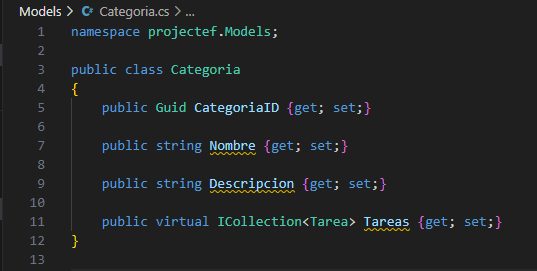 Models > Categoria.cs > ...
1 namespace projectef.Models;
2
3 public class Categoria
4 {
5 public Guid CategoriaID {get; set;}
6
7 public string Nombre {get; set;}
8
9 public string Descripcion {get; set;}
10
11 public virtual ICollection<Tarea> Tareas {get; set;}
12 }
13